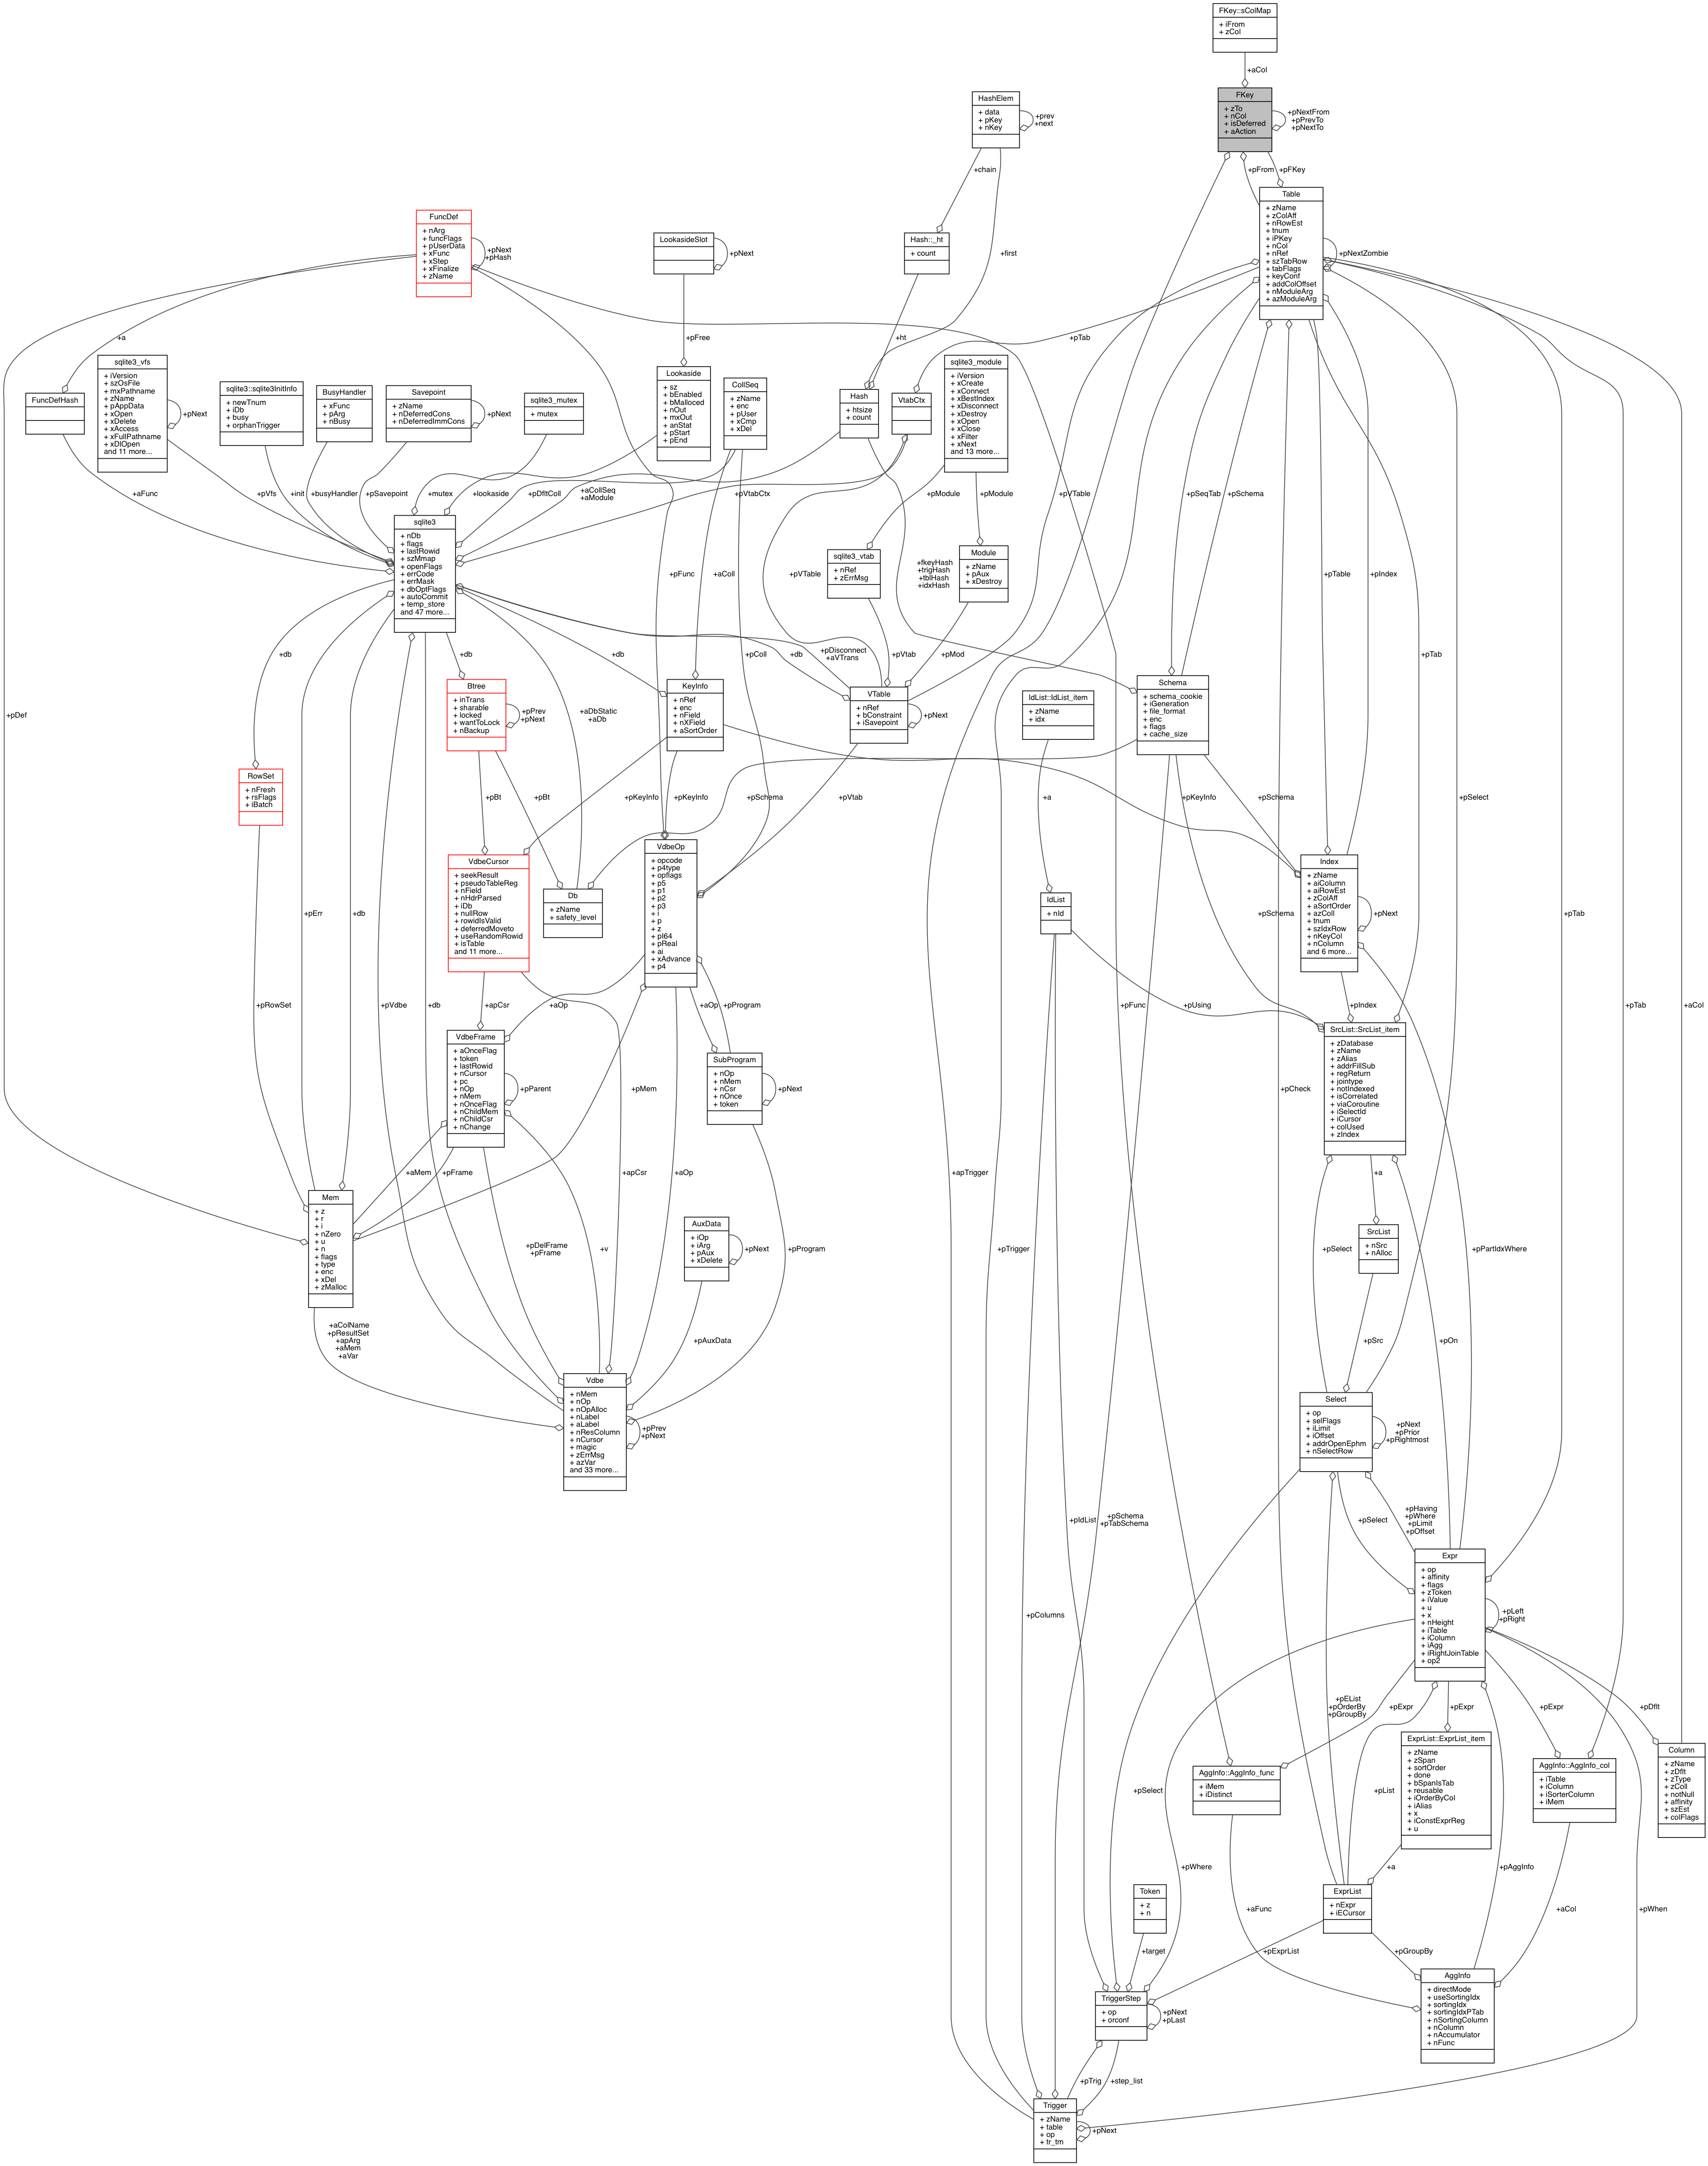 FKey::sColMap
+ iFrom
+ zCol
+aCol
FKey
+ zTo
+ nCol
+ isDeferred
+ aAction
+pNextFrom
+pPrevTo
+pNextTo
HashElem
+ data
+ pKey
+ nKey
+prev
+next
+chain
+pFrom
+pFKey
Table
+ zName
+ zColAff
+ nRowEst
+ tnum
+ iPKey
+ nCol
+ nRef
+ szTabRow
+ tabFlags
+ keyConf
+ addColOffset
+ nModuleArg
+ azModuleArg
+pNextZombie
FuncDef
+ nArg
+ funcFlags
+ pUserData
+ xFunc
+ xStep
+ xFinalize
+ zName
+pNext
+pHash
LookasideSlot
+pNext
Hash::_ht
+ count
+first
+a
+pFree
+ht
+pTab
sqlite3_vfs
+ iVersion
+ szOsFile
+ mxPathname
+ zName
+ pAppData
+ xOpen
+ xDelete
+ xAccess
+ xFullPathname
+ xDlOpen
and 11 more...
+pNext
FuncDefHash
sqlite3::sqlite3InitInfo
+ newTnum
+ iDb
+ busy
+ orphanTrigger
BusyHandler
+ xFunc
+ pArg
+ nBusy
Savepoint
+ zName
+ nDeferredCons
+ nDeferredImmCons
+pNext
sqlite3_mutex
+ mutex
Lookaside
+ sz
+ bEnabled
+ bMalloced
+ nOut
+ mxOut
+ anStat
+ pStart
+ pEnd
CollSeq
+ zName
+ enc
+ pUser
+ xCmp
+ xDel
Hash
+ htsize
+ count
VtabCtx
sqlite3_module
+ iVersion
+ xCreate
+ xConnect
+ xBestIndex
+ xDisconnect
+ xDestroy
+ xOpen
+ xClose
+ xFilter
+ xNext
and 13 more...
+aFunc
+pVfs
+init
+busyHandler
+pSavepoint
+mutex
+lookaside
+pDfltColl
+aCollSeq
+aModule
+pVtabCtx
+pModule
+pModule
+pVTable
+pSeqTab
+pSchema
sqlite3
+ nDb
+ flags
+ lastRowid
+ szMmap
+ openFlags
+ errCode
+ errMask
+ dbOptFlags
+ autoCommit
+ temp_store
and 47 more...
+pFunc
+aColl
+pVTable
sqlite3_vtab
+ nRef
+ zErrMsg
+fkeyHash
+trigHash
+tblHash
+idxHash
Module
+ zName
+ pAux
+ xDestroy
+pTable
+pIndex
+db
+db
+db
+pColl
+db
+pDisconnect
+aVTrans
+pVtab
+pMod
+pTab
Btree
+ inTrans
+ sharable
+ locked
+ wantToLock
+ nBackup
+pPrev
+pNext
+aDbStatic
+aDb
KeyInfo
+ nRef
+ enc
+ nField
+ nXField
+ aSortOrder
VTable
+ nRef
+ bConstraint
+ iSavepoint
+pNext
IdList::IdList_item
+ zName
+ idx
Schema
+ schema_cookie
+ iGeneration
+ file_format
+ enc
+ flags
+ cache_size
+pDef
RowSet
+ nFresh
+ rsFlags
+ iBatch
+pBt
+pBt
+pKeyInfo
+pKeyInfo
+pSchema
+pVtab
+a
+pKeyInfo
+pSchema
+pSelect
VdbeCursor
+ seekResult
+ pseudoTableReg
+ nField
+ nHdrParsed
+ iDb
+ nullRow
+ rowidIsValid
+ deferredMoveto
+ useRandomRowid
+ isTable
and 11 more...
Db
+ zName
+ safety_level
VdbeOp
+ opcode
+ p4type
+ opflags
+ p5
+ p1
+ p2
+ p3
+ i
+ p
+ z
+ pI64
+ pReal
+ ai
+ xAdvance
+ p4
IdList
+ nId
Index
+ zName
+ aiColumn
+ aiRowEst
+ zColAff
+ aSortOrder
+ azColl
+ tnum
+ szIdxRow
+ nKeyCol
+ nColumn
and 6 more...
+pNext
+pErr
+db
+pSchema
+pTab
+pRowSet
+pVdbe
+db
+apCsr
+aOp
+aOp
+pProgram
+pFunc
+pUsing
+pIndex
+pTab
+aCol
VdbeFrame
+ aOnceFlag
+ token
+ lastRowid
+ nCursor
+ pc
+ nOp
+ nMem
+ nOnceFlag
+ nChildMem
+ nChildCsr
+ nChange
+pParent
+pMem
SubProgram
+ nOp
+ nMem
+ nCsr
+ nOnce
+ token
+pNext
SrcList::SrcList_item
+ zDatabase
+ zName
+ zAlias
+ addrFillSub
+ regReturn
+ jointype
+ notIndexed
+ isCorrelated
+ viaCoroutine
+ iSelectId
+ iCursor
+ colUsed
+ zIndex
+pCheck
+aMem
+pFrame
+apCsr
+aOp
+apTrigger
+a
Mem
+ z
+ r
+ i
+ nZero
+ u
+ n
+ flags
+ type
+ enc
+ xDel
+ zMalloc
+pDelFrame
+pFrame
+v
AuxData
+ iOp
+ iArg
+ pAux
+ xDelete
+pNext
+pProgram
+pTrigger
+pSelect
SrcList
+ nSrc
+ nAlloc
+pPartIdxWhere
+aColName
+pResultSet
+apArg
+aMem
+aVar
+pAuxData
+pSrc
+pOn
Vdbe
+ nMem
+ nOp
+ nOpAlloc
+ nLabel
+ aLabel
+ nResColumn
+ nCursor
+ magic
+ zErrMsg
+ azVar
and 33 more...
+pPrev
+pNext
Select
+ op
+ selFlags
+ iLimit
+ iOffset
+ addrOpenEphm
+ nSelectRow
+pNext
+pPrior
+pRightmost
+pIdList
+pSchema
+pTabSchema
+pSelect
+pHaving
+pWhere
+pLimit
+pOffset
Expr
+ op
+ affinity
+ flags
+ zToken
+ iValue
+ u
+ x
+ nHeight
+ iTable
+ iColumn
+ iAgg
+ iRightJoinTable
+ op2
+pLeft
+pRight
+pColumns
+pEList
+pOrderBy
+pGroupBy
+pExpr
+pExpr
+pExpr
+pDflt
AggInfo::AggInfo_func
+ iMem
+ iDistinct
+pSelect
+pList
ExprList::ExprList_item
+ zName
+ zSpan
+ sortOrder
+ done
+ bSpanIsTab
+ reusable
+ iOrderByCol
+ iAlias
+ x
+ iConstExprReg
+ u
AggInfo::AggInfo_col
+ iTable
+ iColumn
+ iSorterColumn
+ iMem
Column
+ zName
+ zDflt
+ zType
+ zColl
+ notNull
+ affinity
+ szEst
+ colFlags
+pWhere
+a
+pAggInfo
Token
+ z
+ n
+aFunc
ExprList
+ nExpr
+ iECursor
+aCol
+pWhen
+target
+pExprList
+pGroupBy
TriggerStep
+ op
+ orconf
+pNext
+pLast
AggInfo
+ directMode
+ useSortingIdx
+ sortingIdx
+ sortingIdxPTab
+ nSortingColumn
+ nColumn
+ nAccumulator
+ nFunc
+pTrig
+step_list
Trigger
+ zName
+ table
+ op
+ tr_tm
+pNext